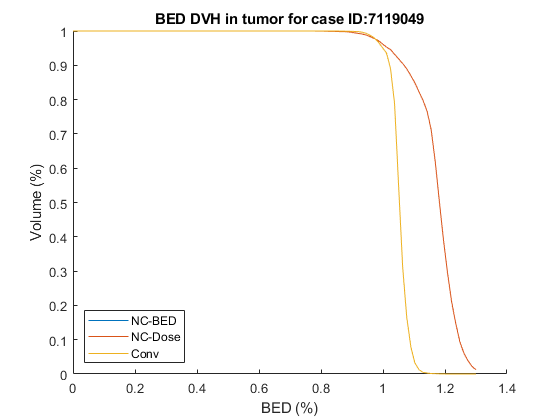 BED DVH in tumor for case ID:7119049
1
0.9
0.8
0.7
0.6
0.5
0.4
0.3
0.2
0.1
0
Volume (%)
NC-BED
NC-Dose
Conv
0 0.2 0.4 0.6 0.8 1 1.2 1.4
BED (%)